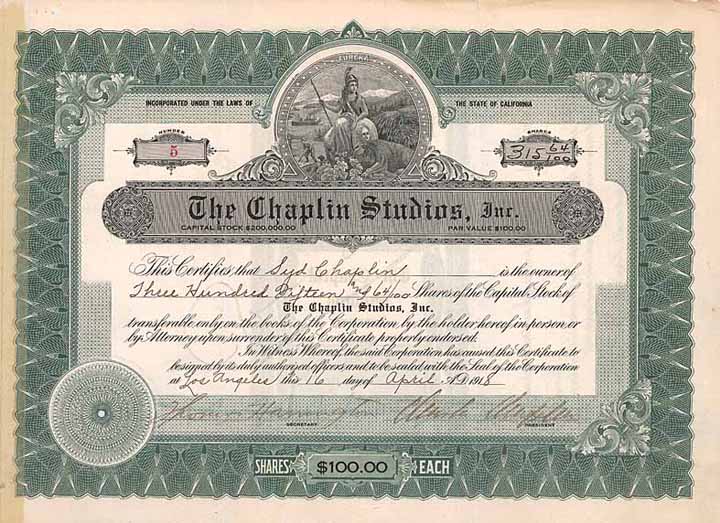 EUREKA
INCORPORATED UNDER THE LAWS OF THE STATE OF CALIFORNIA
NUMBER
5
SHARES
315 64/100
The Chaplin Studios, Inc.
CAPITAL STOCK $200,000.00 PAR VALUE $100.00
This Certifies that Syd Chaplin is the owner of
Three Hundred Fifteen and 64/100 Shares of the Capital Stock of
The Chaplin Studios, Inc.
transferable only on the books of the Corporation by the holder hereof in person or
by Attorney upon surrender of this Certificate properly endorsed.
In Witness Whereof, the said Corporation has caused this Certificate to
be signed by its duly authorized officers and to be sealed with the Seal of the Corporation
at Los Angeles this 16 day of April A.D. 1918
Harrington
SECRETARY PRESIDENT
SHARES $100.00 EACH